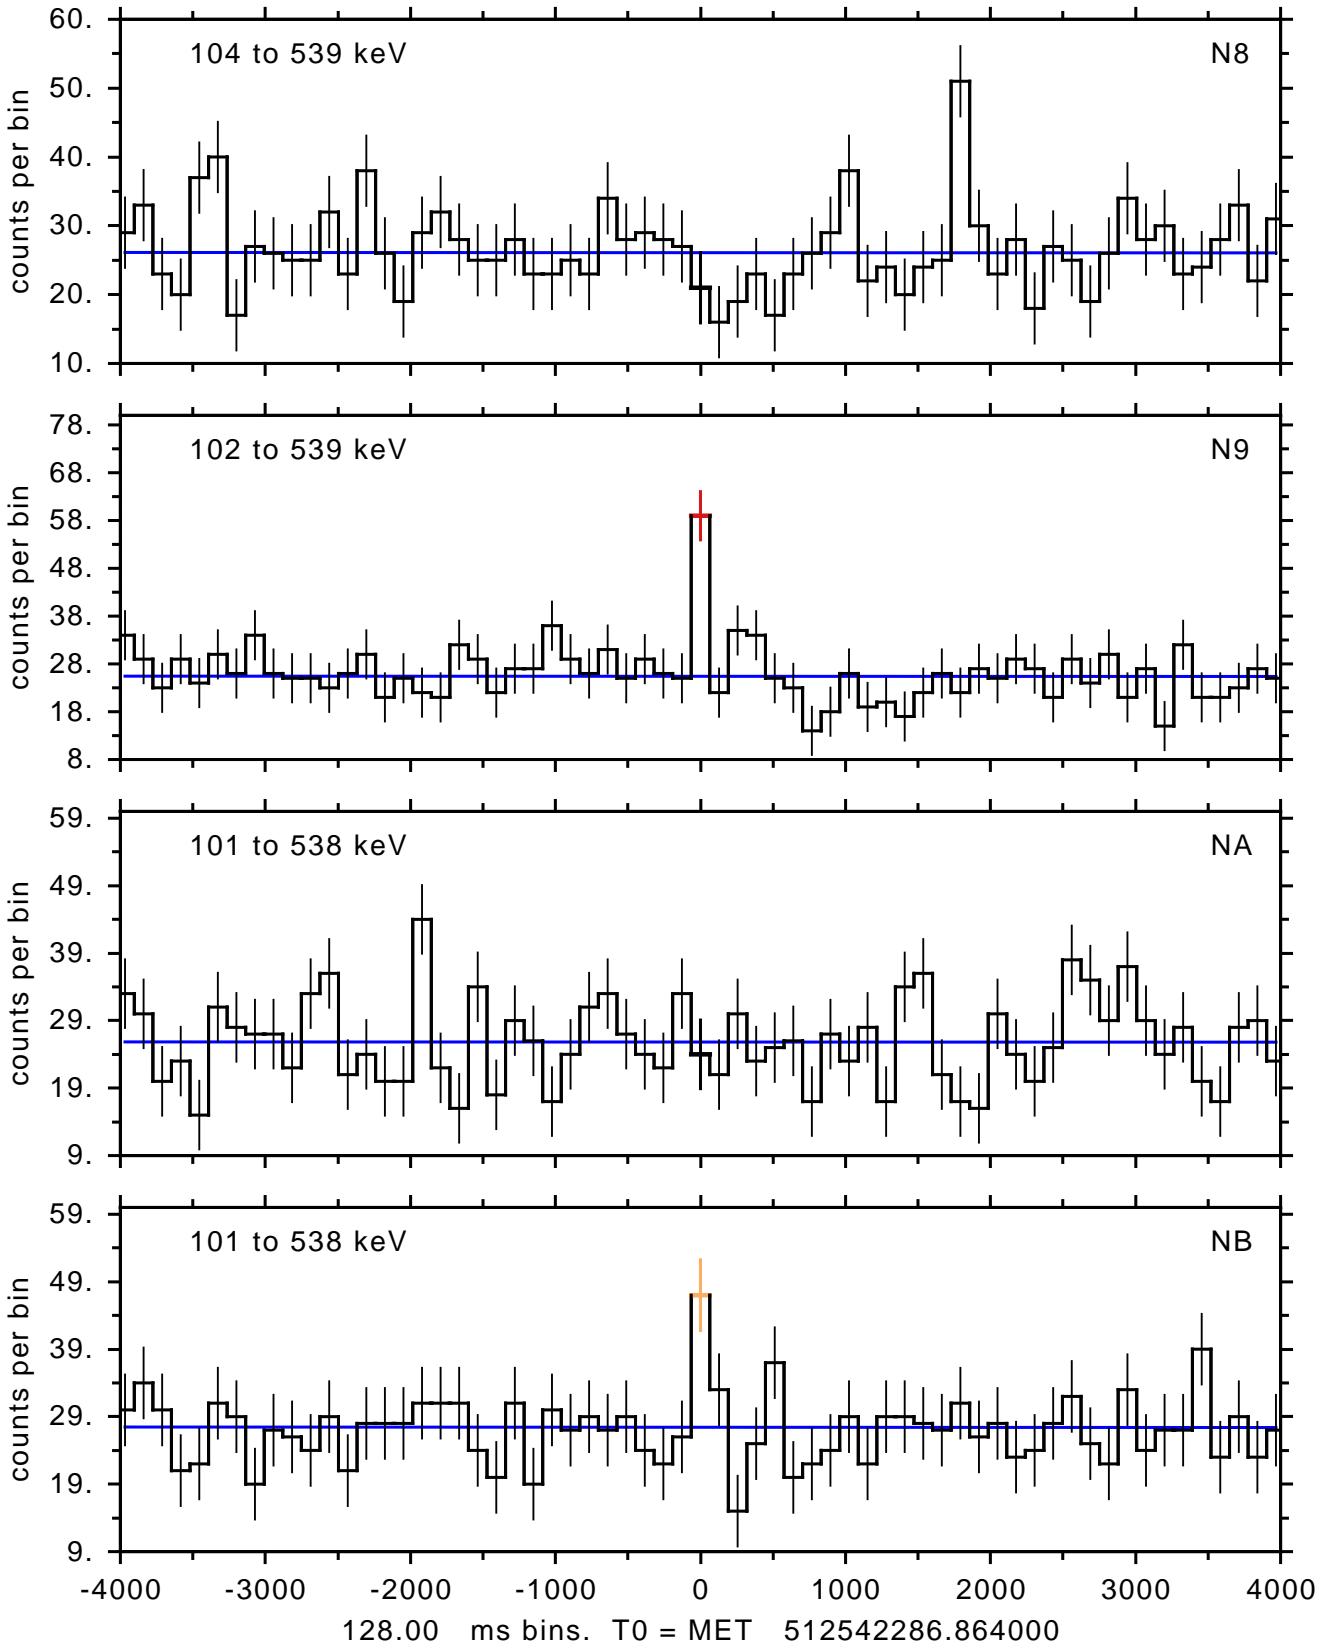 60.
104 to 539 keV
N8
50.
40.
30.
20.
10.
counts per bin
78.
102 to 539 keV
N9
68.
58.
48.
38.
28.
18.
8.
counts per bin
59.
101 to 538 keV
NA
49.
39.
29.
19.
9.
counts per bin
59.
101 to 538 keV
NB
49.
39.
29.
19.
9.
counts per bin
-4000 -3000 -2000 -1000 0 1000 2000 3000 4000
128.00 ms bins. T0 = MET 512542286.864000